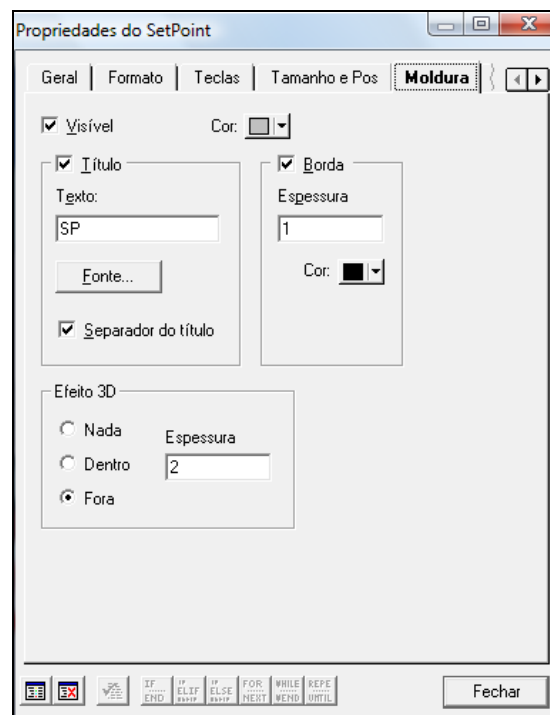 Propriedades do SetPoint
Geral Formato Teclas Tamanho e Pos Moldura
Visível Cor:
Título Borda
Texto: Espessura
SP 1
Fonte... Cor:
Separador do título
Efeito 3D
Nada Espessura
Dentro 2
Fora
IF END IF ELIF IF ELSE FOR NEXT WHILE WEND REPE UNTIL Fechar